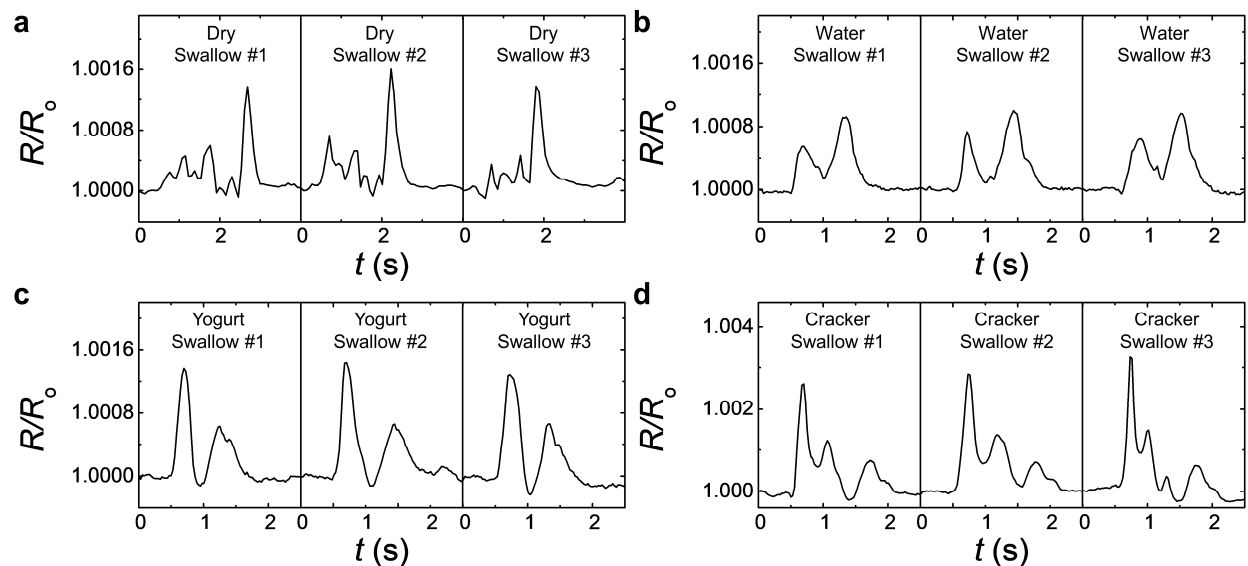 a
Dry
Swallow #1
Dry
Swallow #2
Dry
Swallow #3
1.0016
1.0008
1.0000
R/Ro
0 2 0 2 0 2
t (s)
b
Water
Swallow #1
Water
Swallow #2
Water
Swallow #3
1.0016
1.0008
1.0000
R/Ro
0 1 2 0 1 2 0 1 2
t (s)
c
Yogurt
Swallow #1
Yogurt
Swallow #2
Yogurt
Swallow #3
1.0016
1.0008
1.0000
R/Ro
0 1 2 0 1 2 0 1 2
t (s)
d
Cracker
Swallow #1
Cracker
Swallow #2
Cracker
Swallow #3
1.004
1.002
1.000
R/Ro
0 1 2 0 1 2 0 1 2
t (s)